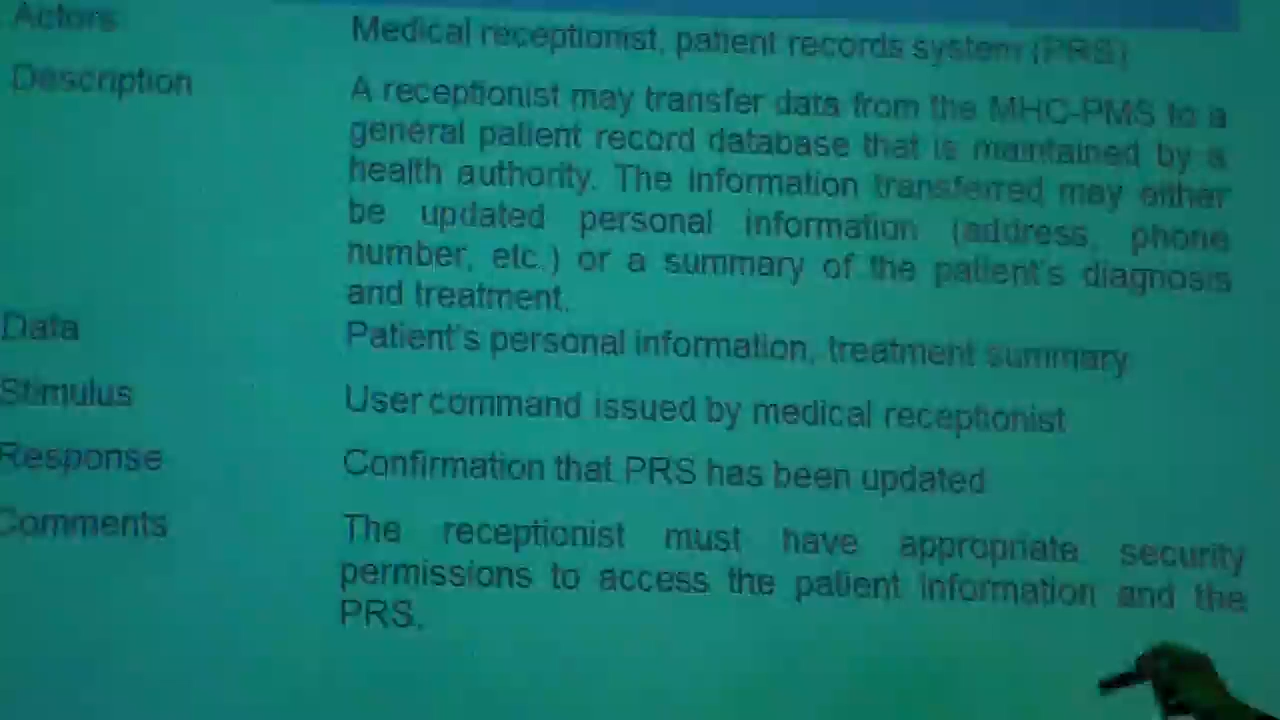 Actors Medical receptionist, patient records system (PRS)
Description A receptionist may transfer data from the MHC-PMS to a
general patient record database that is maintained by a
health authority. The information transferred may either
be updated personal information (address, phone
number, etc.) or a summary of the patient's diagnosis
and treatment.
Data Patient's personal information, treatment summary
Stimulus User command issued by medical receptionist
Response Confirmation that PRS has been updated
Comments The receptionist must have appropriate security
permissions to access the patient information and the
PRS.